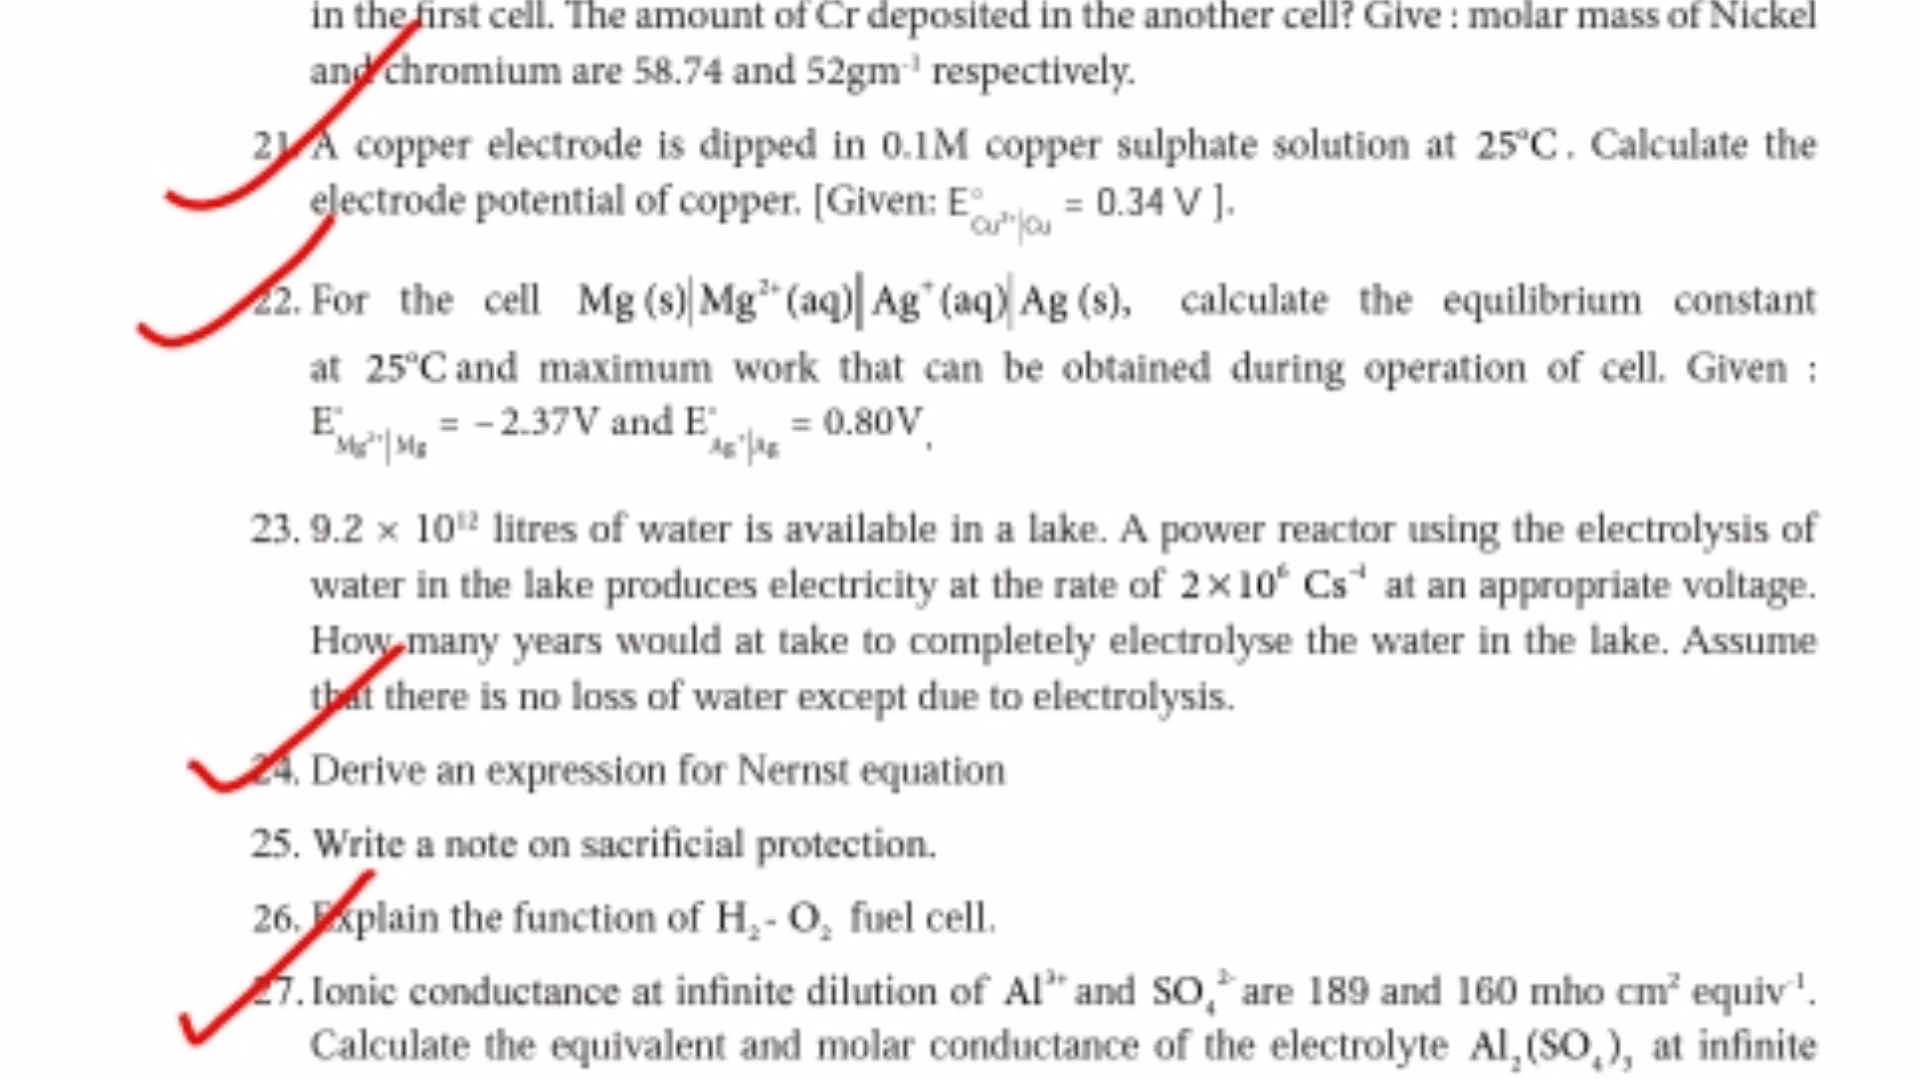 in the first cell. The amount of Cr deposited in the another cell? Give : molar mass of Nickel
and chromium are 58.74 and 52gm⁻¹ respectively.
21. A copper electrode is dipped in 0.1M copper sulphate solution at 25°C. Calculate the
electrode potential of copper. [Given: E°Cu²⁺|Cu = 0.34 V ].
22. For the cell Mg (s)|Mg²⁺(aq)||Ag⁺(aq)|Ag (s), calculate the equilibrium constant
at 25°C and maximum work that can be obtained during operation of cell. Given :
E°Mg²⁺|Mg = −2.37V and E°Ag⁺|Ag = 0.80V.
23. 9.2 × 10¹² litres of water is available in a lake. A power reactor using the electrolysis of
water in the lake produces electricity at the rate of 2×10⁶ Cs⁻¹ at an appropriate voltage.
How many years would at take to completely electrolyse the water in the lake. Assume
that there is no loss of water except due to electrolysis.
24. Derive an expression for Nernst equation
25. Write a note on sacrificial protection.
26. Explain the function of H₂- O₂ fuel cell.
27. Ionic conductance at infinite dilution of Al³⁺ and SO₄²⁻ are 189 and 160 mho cm² equiv⁻¹.
Calculate the equivalent and molar conductance of the electrolyte Al₂(SO₄)₃ at infinite